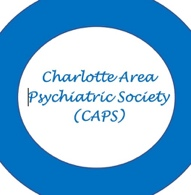 Charlotte Area
Psychiatric Society
(CAPS)